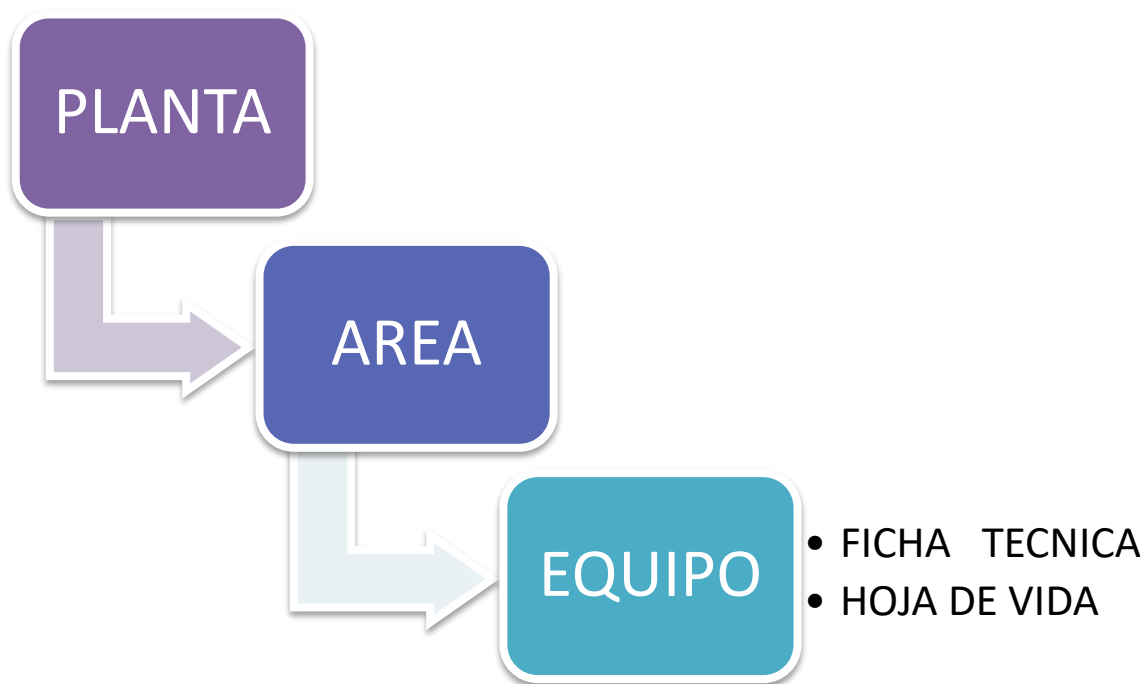 PLANTA
AREA
EQUIPO
• FICHA TECNICA
• HOJA DE VIDA